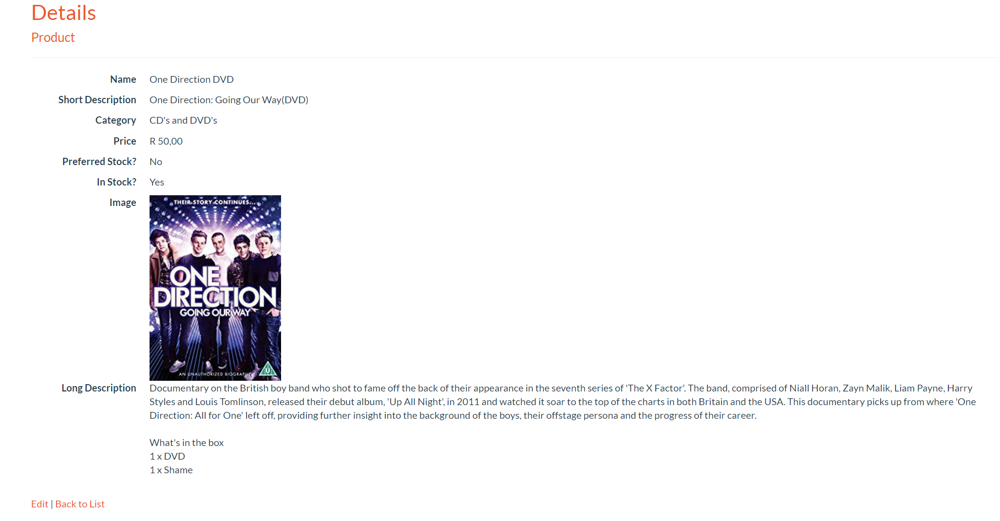 Details
Product
Name One Direction DVD
Short Description One Direction: Going Our Way(DVD)
Category CD's and DVD's
Price R 50,00
Preferred Stock? No
In Stock? Yes
Image
THEIR STORY CONTINUES...
ONE
DIRECTION
GOING OUR WAY
AN UNAUTHORIZED BIOGRAPHY
U
Long Description Documentary on the British boy band who shot to fame off the back of their appearance in the seventh series of 'The X Factor'. The band, comprised of Niall Horan, Zayn Malik, Liam Payne, Harry
Styles and Louis Tomlinson, released their debut album, 'Up All Night', in 2011 and watched it soar to the top of the charts in both Britain and the USA. This documentary picks up from where 'One
Direction: All for One' left off, providing further insight into the background of the boys, their offstage persona and the progress of their career.
What's in the box
1 x DVD
1 x Shame
Edit | Back to List